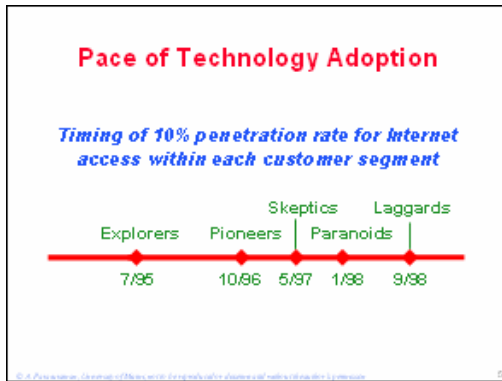 Pace of Technology Adoption
Timing of 10% penetration rate for Internet
access within each customer segment
Skeptics Laggards
Explorers Pioneers Paranoids
7/95 10/96 5/97 1/98 9/98